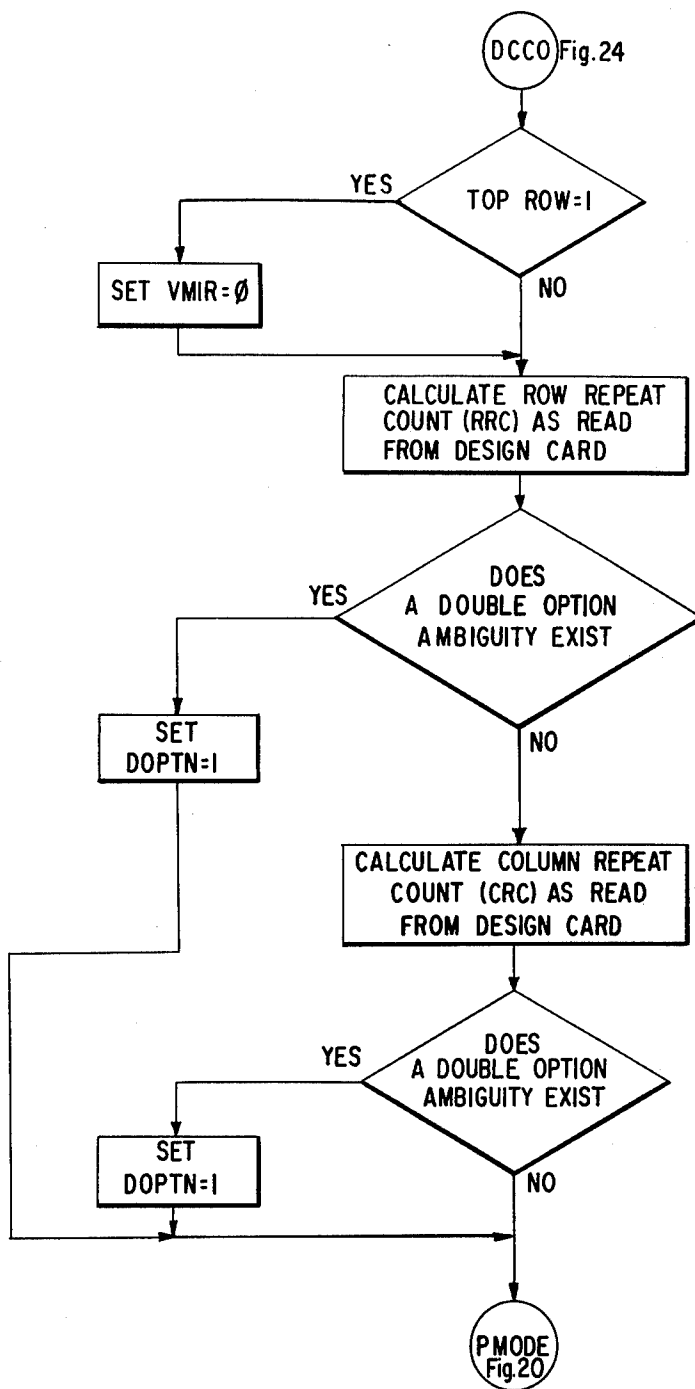 DCCO Fig.24
YES
TOP ROW=1
SET VMIR=Ø
NO
CALCULATE ROW REPEAT
COUNT (RRC) AS READ
FROM DESIGN CARD
YES
DOES
A DOUBLE OPTION
AMBIGUITY EXIST
SET
DOPTN=1
NO
CALCULATE COLUMN REPEAT
COUNT (CRC) AS READ
FROM DESIGN CARD
YES
DOES
A DOUBLE OPTION
AMBIGUITY EXIST
SET
DOPTN=1
NO
PMODE
Fig.20